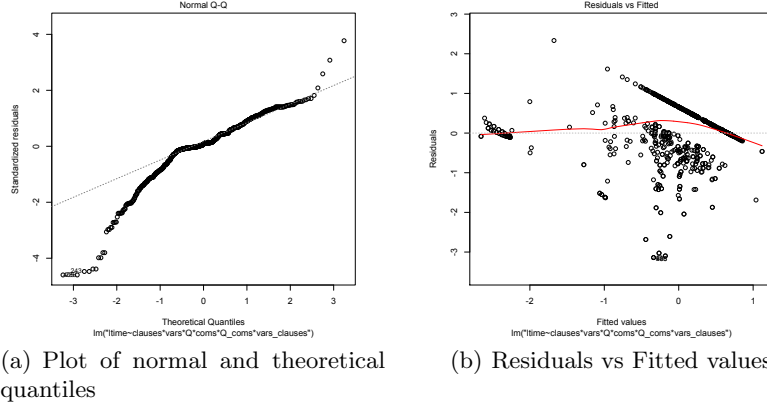 Normal Q-Q
Standardized residuals
4
2
0
-2
-4
243
-3
-2
-1
0
1
2
3
Theoretical Quantiles
lm("ltime~clauses*vars*Q*coms*Q_coms*vars_clauses")
(a) Plot of normal and theoretical
quantiles
Residuals vs Fitted
Residuals
3
2
1
0
-1
-2
-3
-2
-1
0
1
Fitted values
lm("ltime~clauses*vars*Q*coms*Q_coms*vars_clauses")
(b) Residuals vs Fitted values